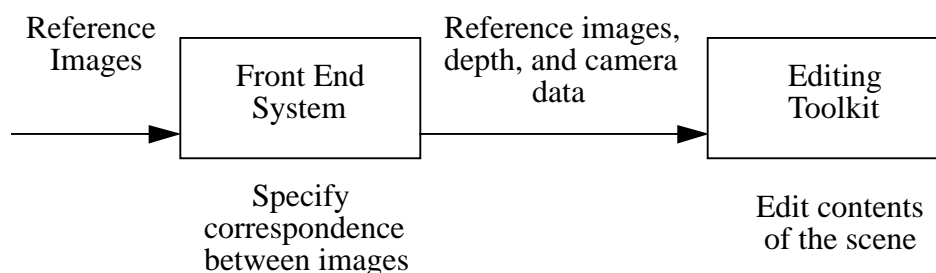 Reference
Images
Front End
System
Reference images,
depth, and camera
data
Editing
Toolkit
Specify
correspondence
between images
Edit contents
of the scene